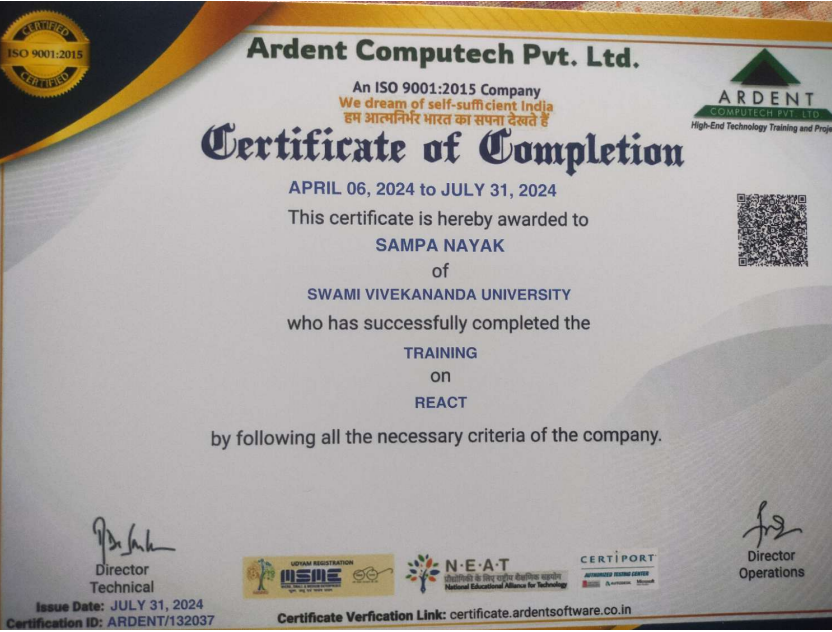 CERTIFIED
ISO 9001:2015
CERTIFIED
Ardent Computech Pvt. Ltd.
An ISO 9001:2015 Company
We dream of self-sufficient India
हम आत्मनिर्भर भारत का सपना देखते हैं
ARDENT
COMPUTECH PVT. LTD
High-End Technology Training and Proje
Certificate of Completion
APRIL 06, 2024 to JULY 31, 2024
This certificate is hereby awarded to
SAMPA NAYAK
of
SWAMI VIVEKANANDA UNIVERSITY
who has successfully completed the
TRAINING
on
REACT
by following all the necessary criteria of the company.
Director
Technical
Issue Date: JULY 31, 2024
Certification ID: ARDENT/132037
UDYAM REGISTRATION
MSME
N·E·A·T
प्रौद्योगिकी के लिए राष्ट्रीय शैक्षणिक सहयोग
National Educational Alliance for Technology
CERTIPORT
AUTHORIZED TESTING CENTER
Director
Operations
Certificate Verfication Link: certificate.ardentsoftware.co.in